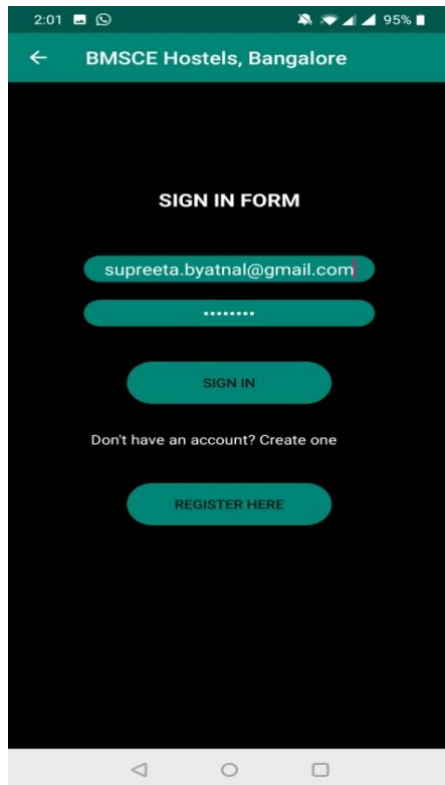 2:01 95%
BMSCE Hostels, Bangalore
SIGN IN FORM
supreeta.byatnal@gmail.com
••••••••
SIGN IN
Don't have an account? Create one
REGISTER HERE